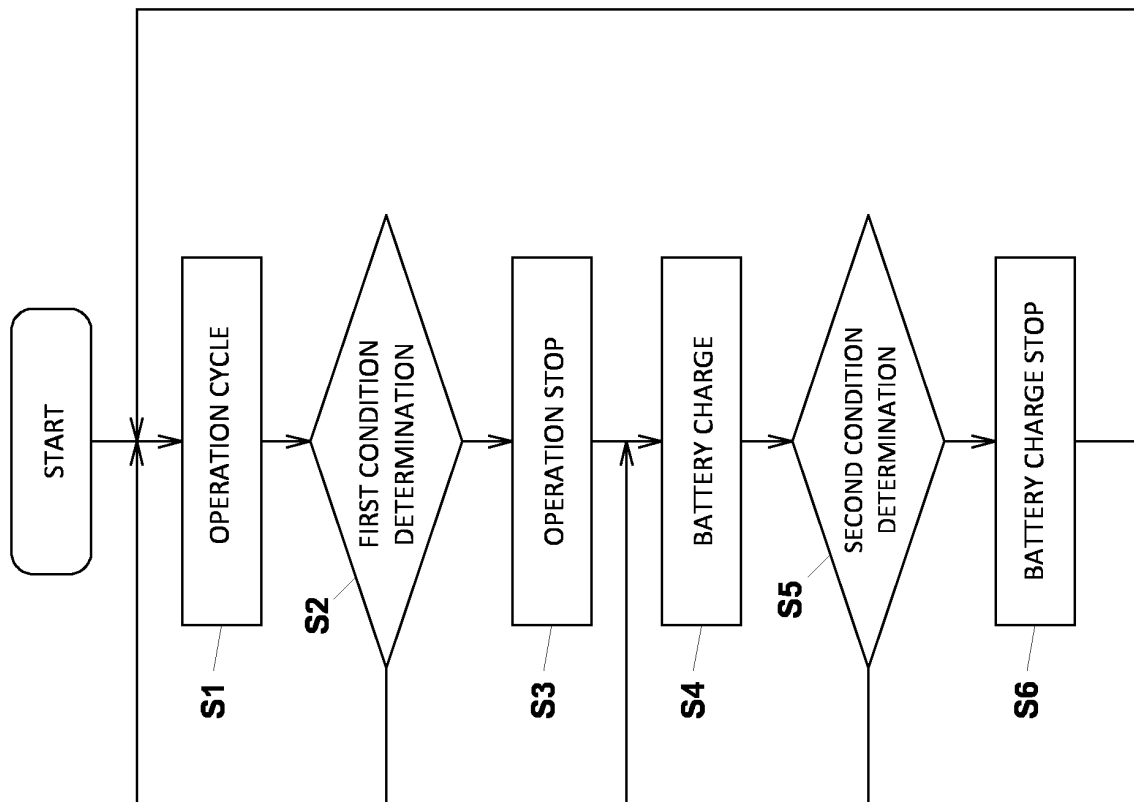 START
S1
OPERATION CYCLE
S2
FIRST CONDITION
DETERMINATION
S3
OPERATION STOP
S4
BATTERY CHARGE
S5
SECOND CONDITION
DETERMINATION
S6
BATTERY CHARGE STOP